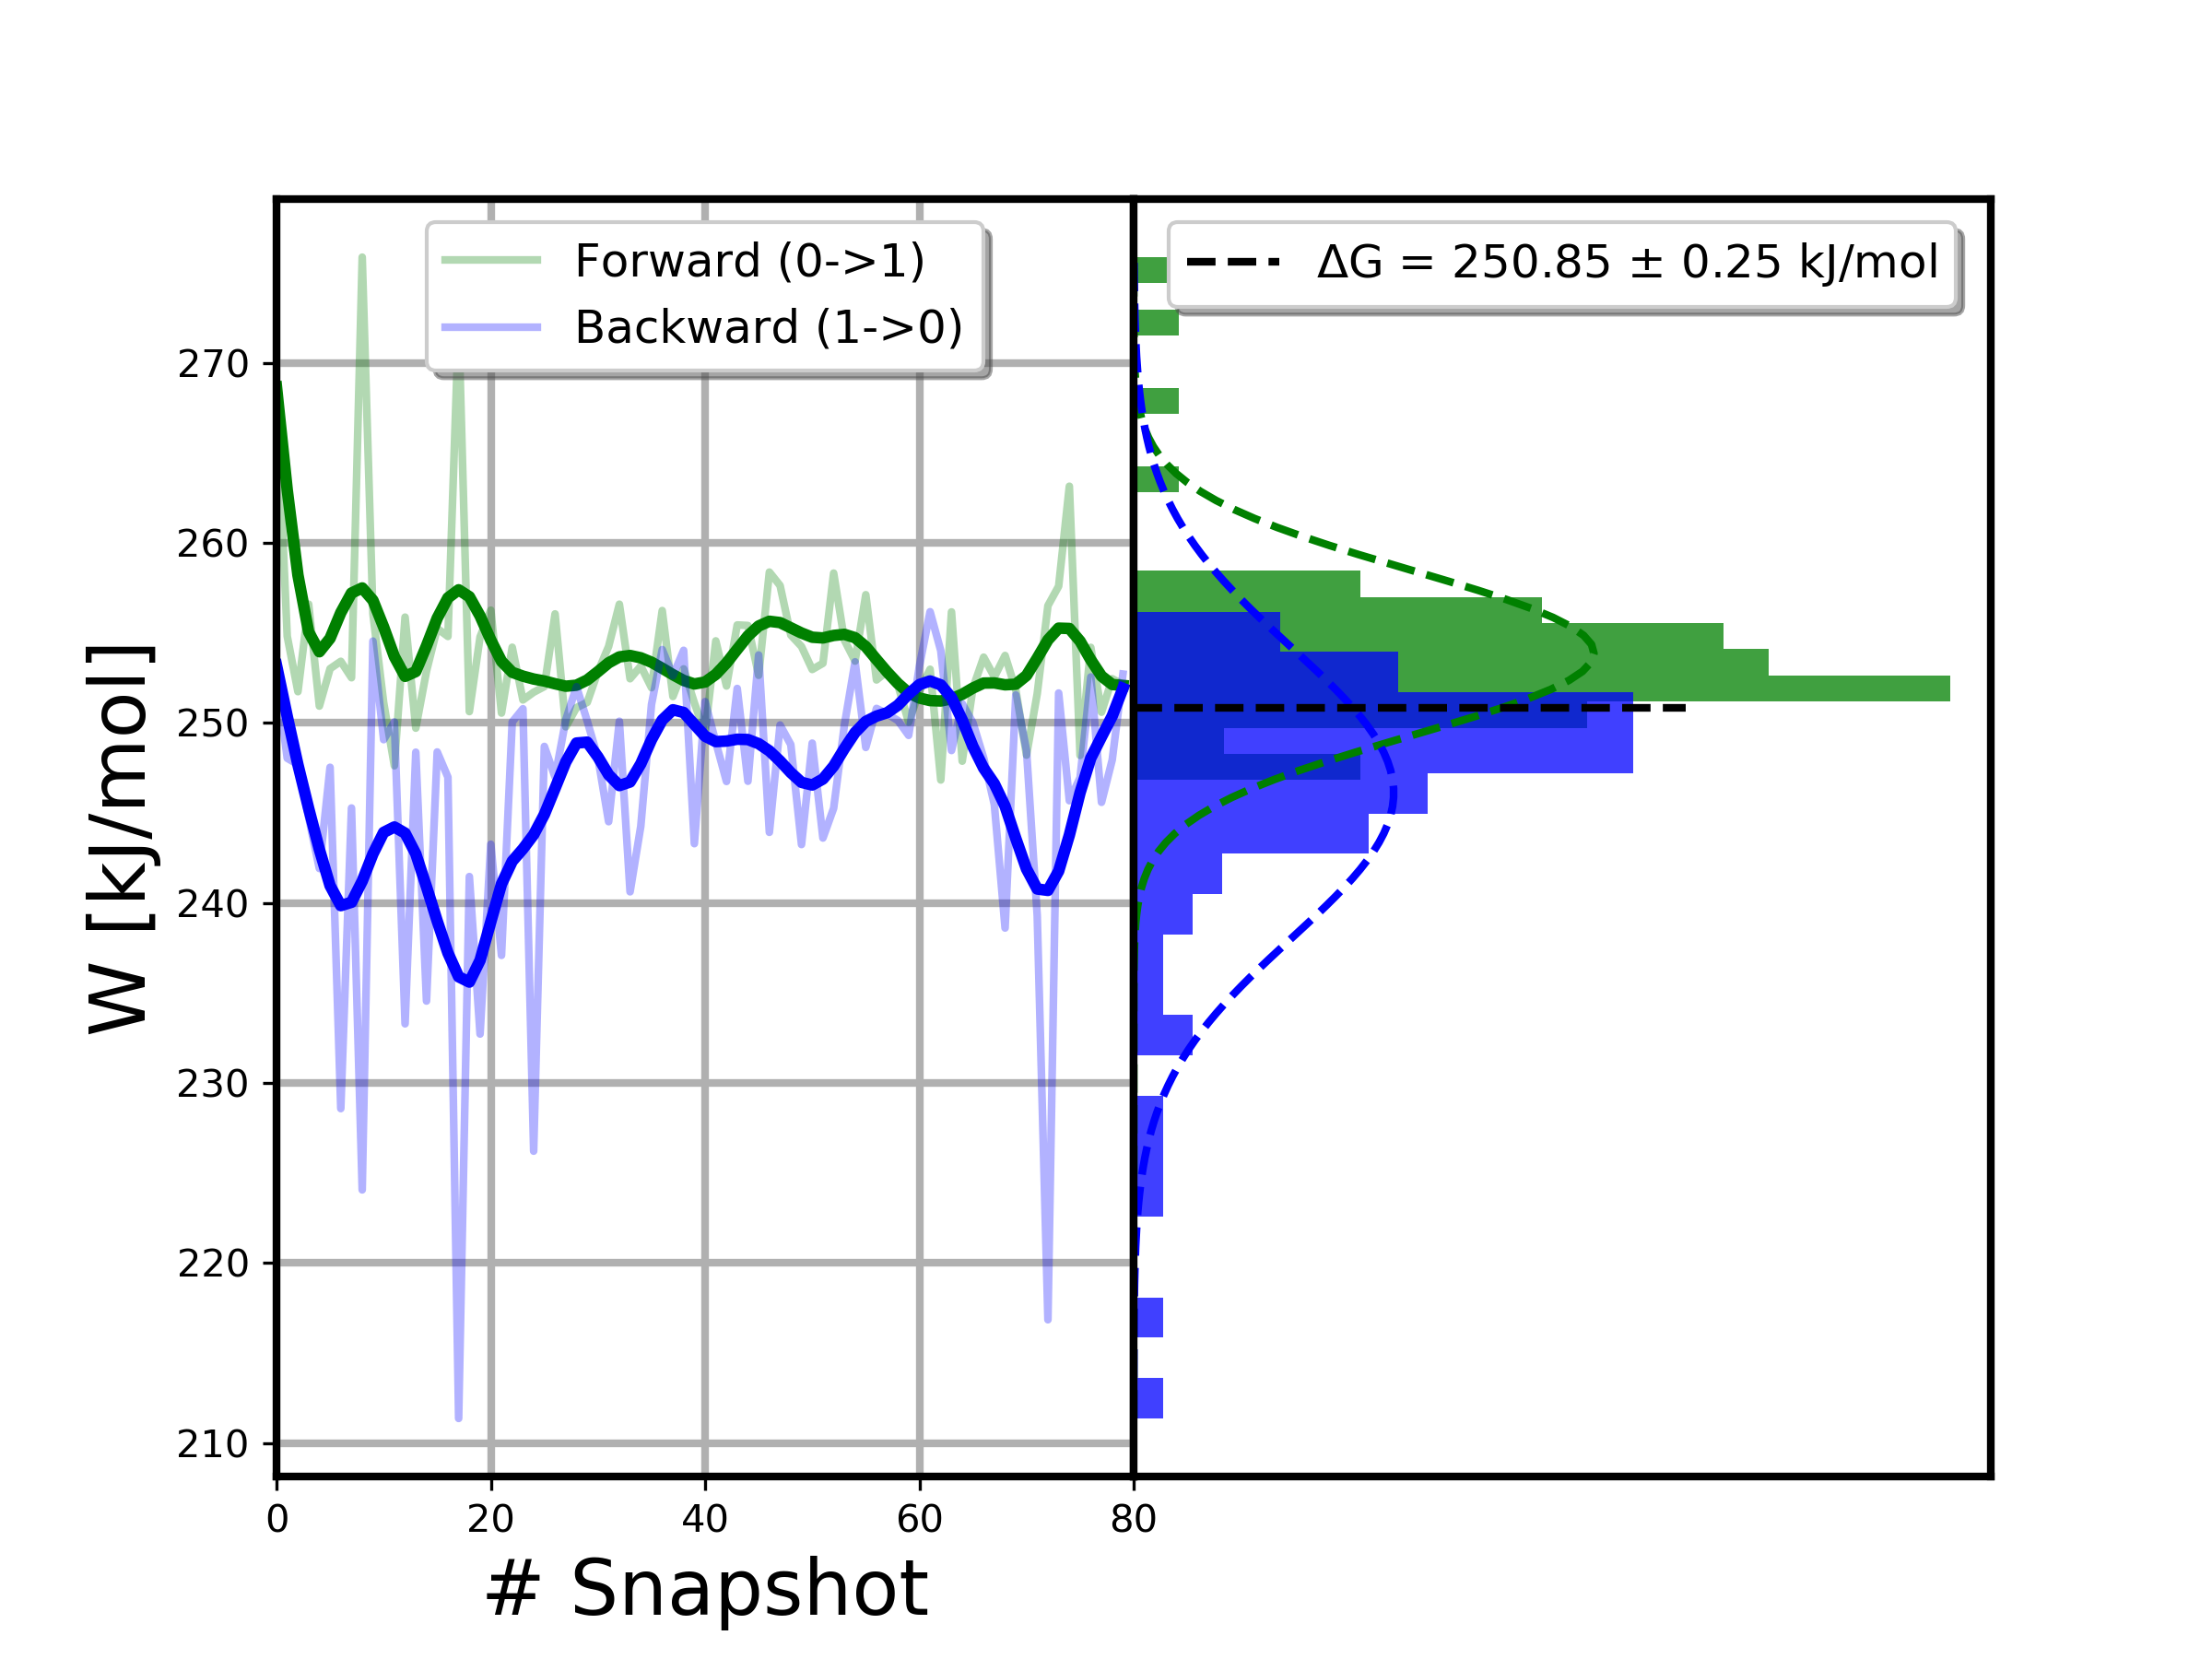 Forward (0->1)
Backward (1->0)
ΔG = 250.85 ± 0.25 kJ/mol
W [kJ/mol]
270
260
250
240
230
220
210
0 20 40 60 80
# Snapshot